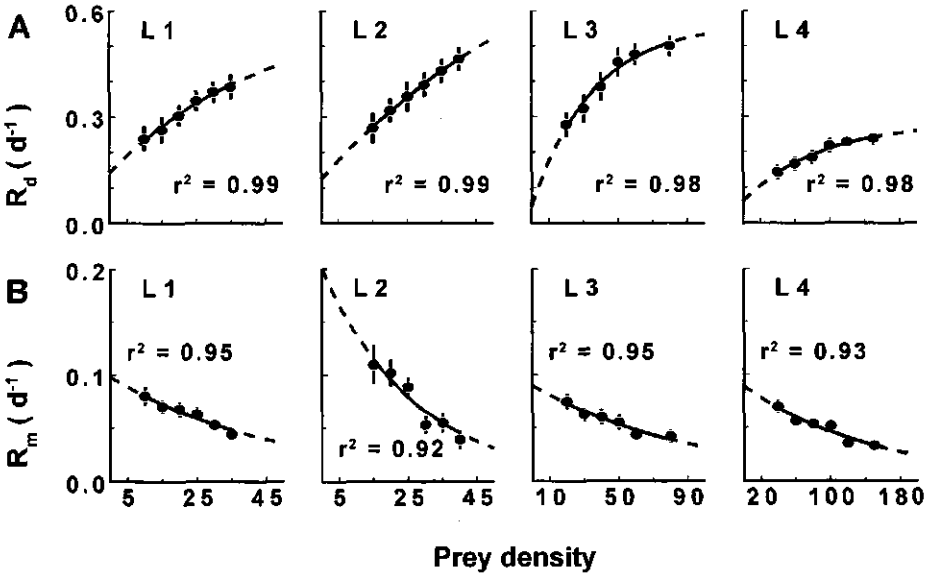 A
0.6
0.3
0.0
R_d ( d⁻¹ )
L 1
r² = 0.99
L 2
r² = 0.99
L 3
r² = 0.98
L 4
r² = 0.98
B
0.2
0.1
0.0
R_m ( d⁻¹ )
L 1
r² = 0.95
L 2
r² = 0.92
L 3
r² = 0.95
L 4
r² = 0.93
5 25 45
5 25 45
10 50 90
20 100 180
Prey density